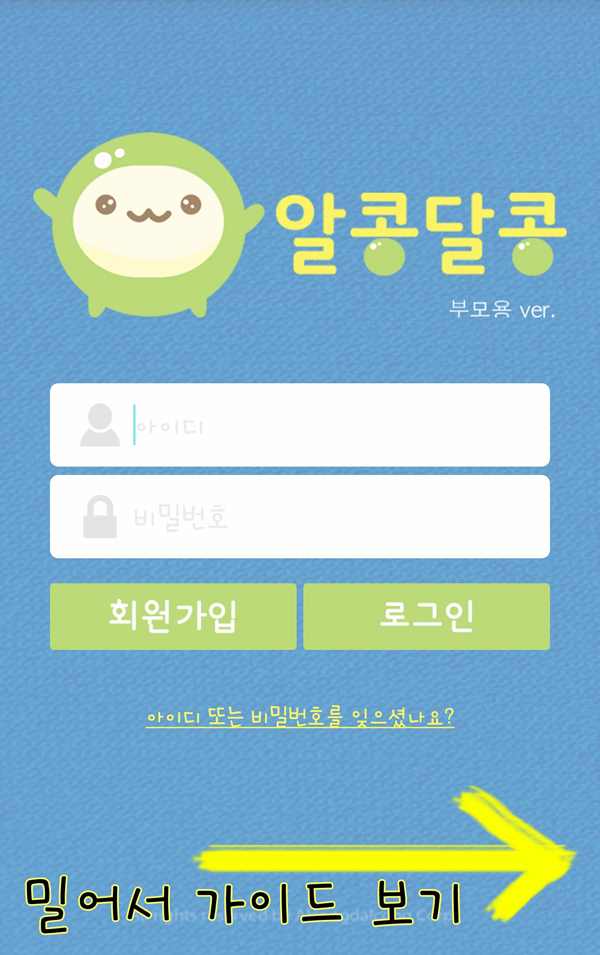 알콩달콩
부모용 ver.
아이디
비밀번호
회원가입
로그인
아이디 또는 비밀번호를 잊으셨나요?
밀어서 가이드 보기